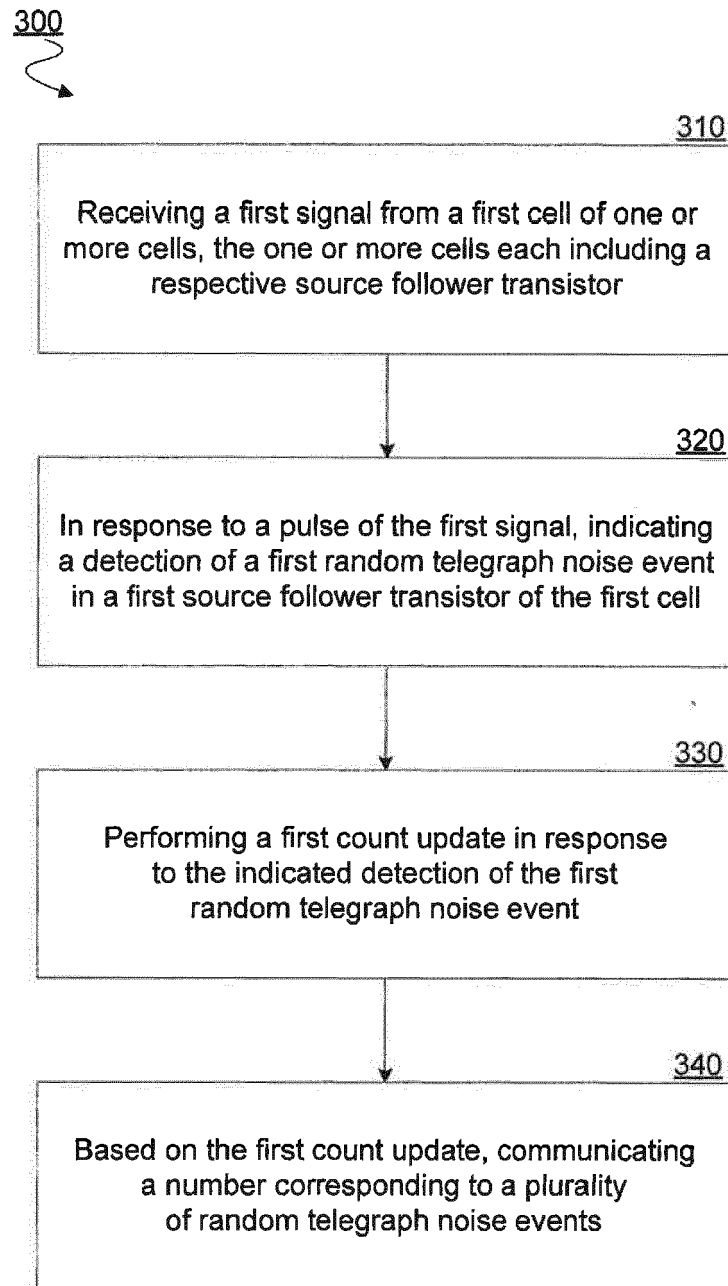 300
310
Receiving a first signal from a first cell of one or
more cells, the one or more cells each including a
respective source follower transistor
320
In response to a pulse of the first signal, indicating
a detection of a first random telegraph noise event
in a first source follower transistor of the first cell
330
Performing a first count update in response
to the indicated detection of the first
random telegraph noise event
340
Based on the first count update, communicating
a number corresponding to a plurality
of random telegraph noise events